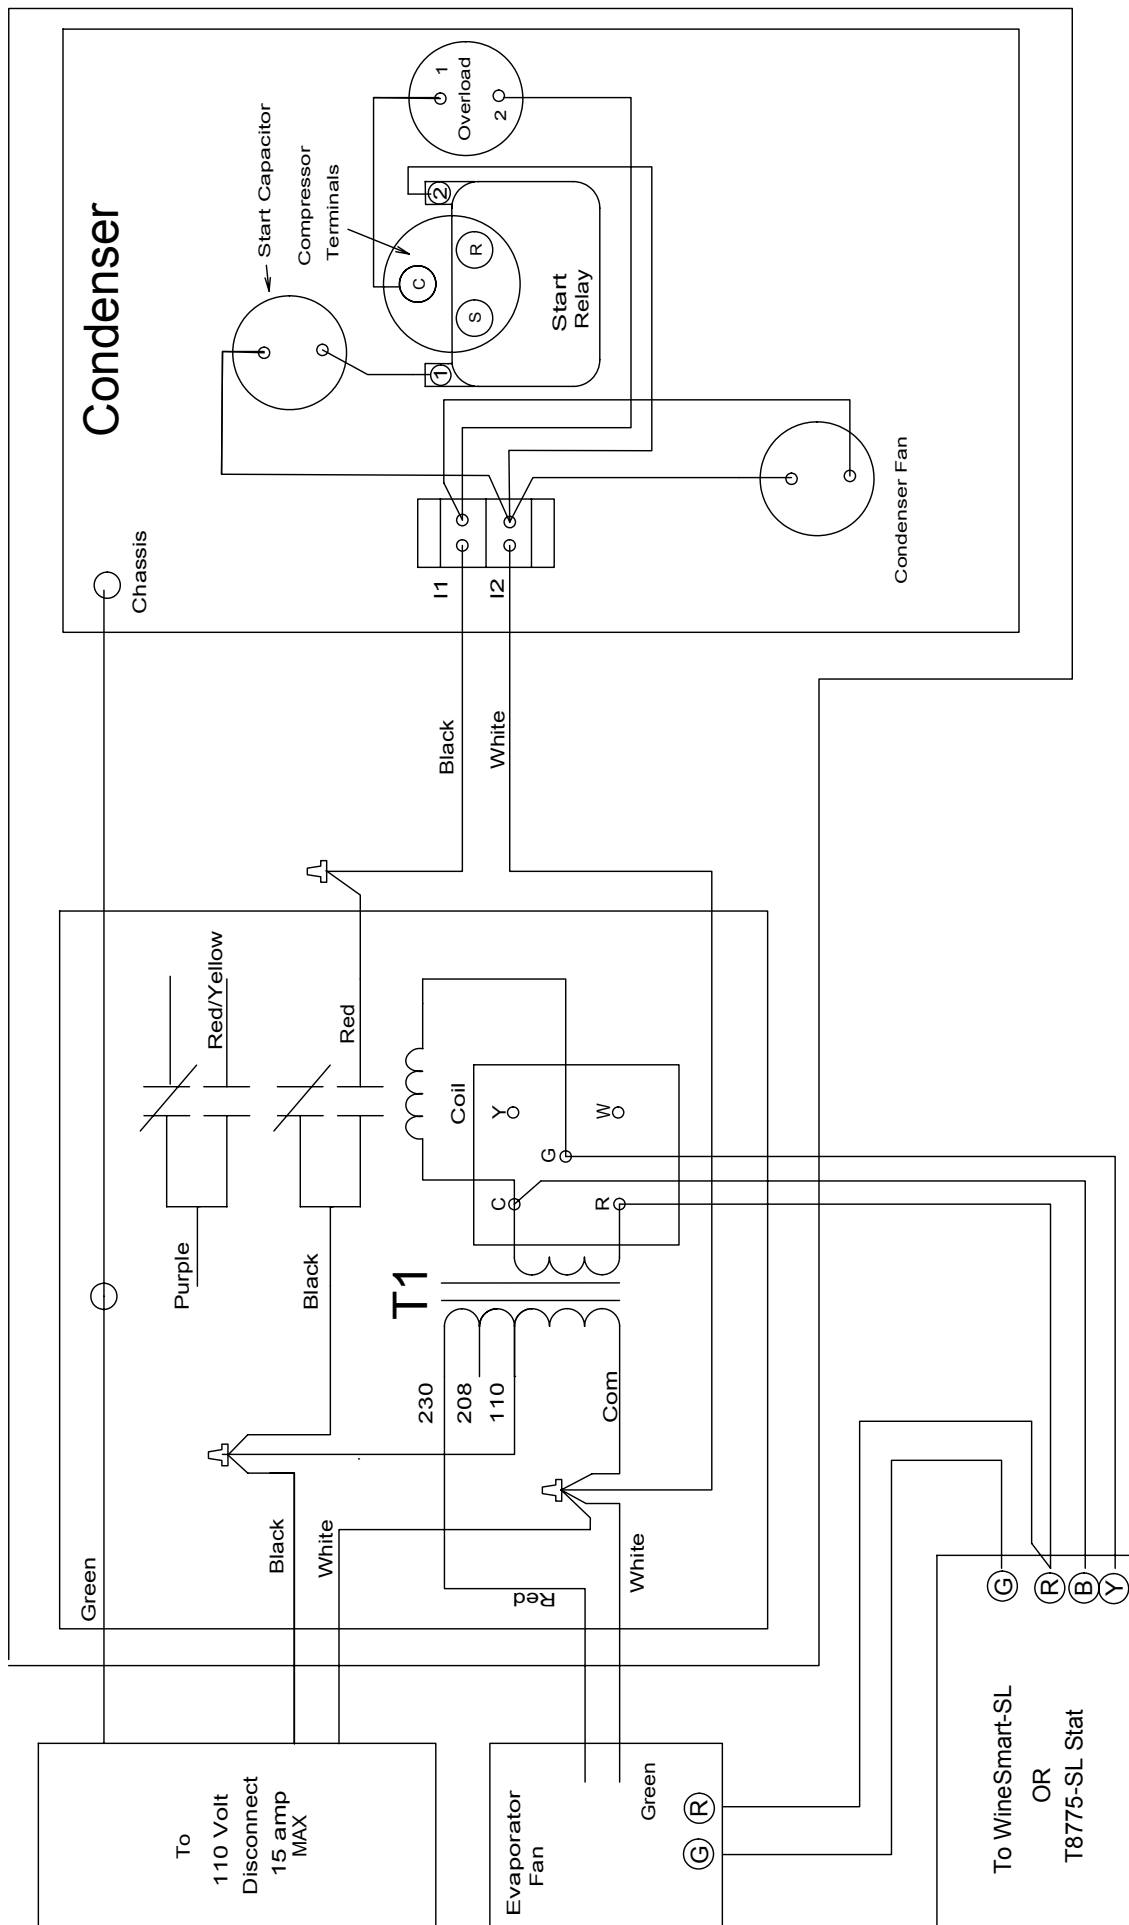 Condenser
Start Capacitor
Compressor
Terminals
1
Overload
2
2
C
R
S
Start
Relay
1
Chassis
I1
I2
Condenser Fan
Black
White
Red/Yellow
Red
Coil
Y
W
G
C
R
Purple
Black
T1
230
208
110
Com
Green
Black
White
Red
White
To
110 Volt
Disconnect
15 amp
MAX
Evaporator
Fan
Green
G
R
G
R
B
Y
To WineSmart-SL
OR
T8775-SL Stat